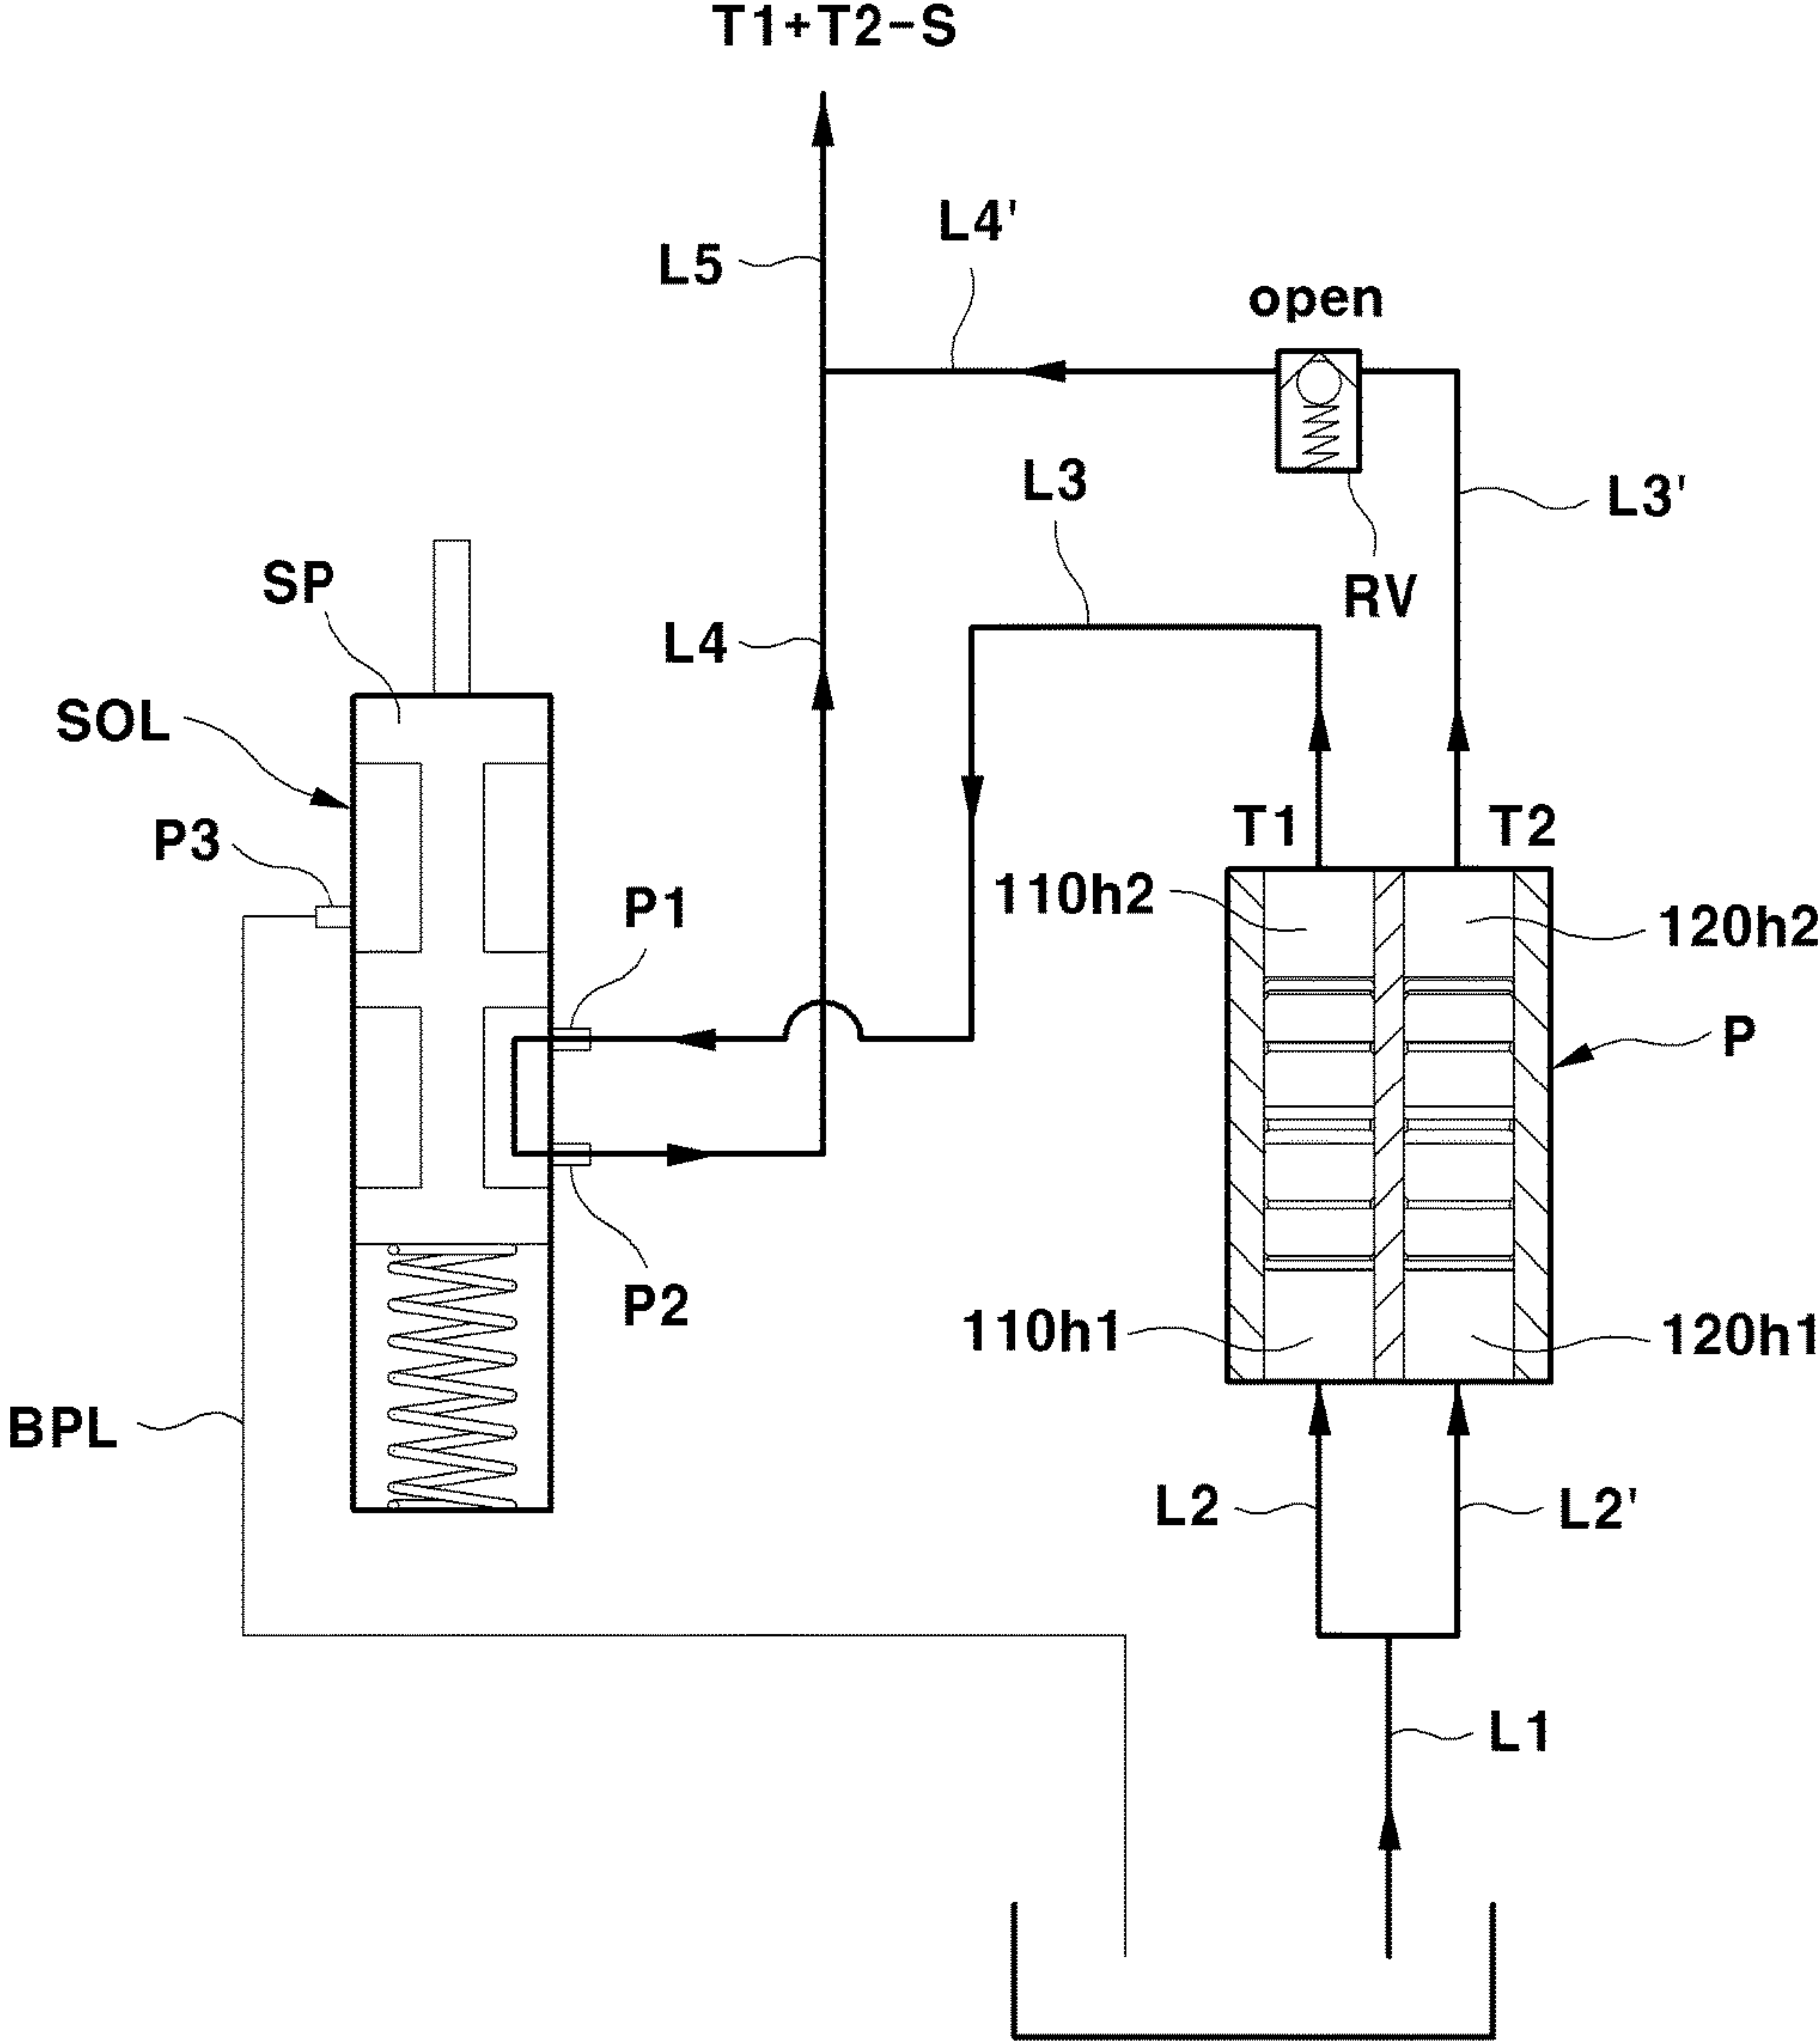 T1+T2-S
L4'
L5
open
L3
L3'
SP
RV
L4
SOL
T1
T2
P3
110h2
P1
120h2
P
P2
110h1
120h1
BPL
L2
L2'
L1